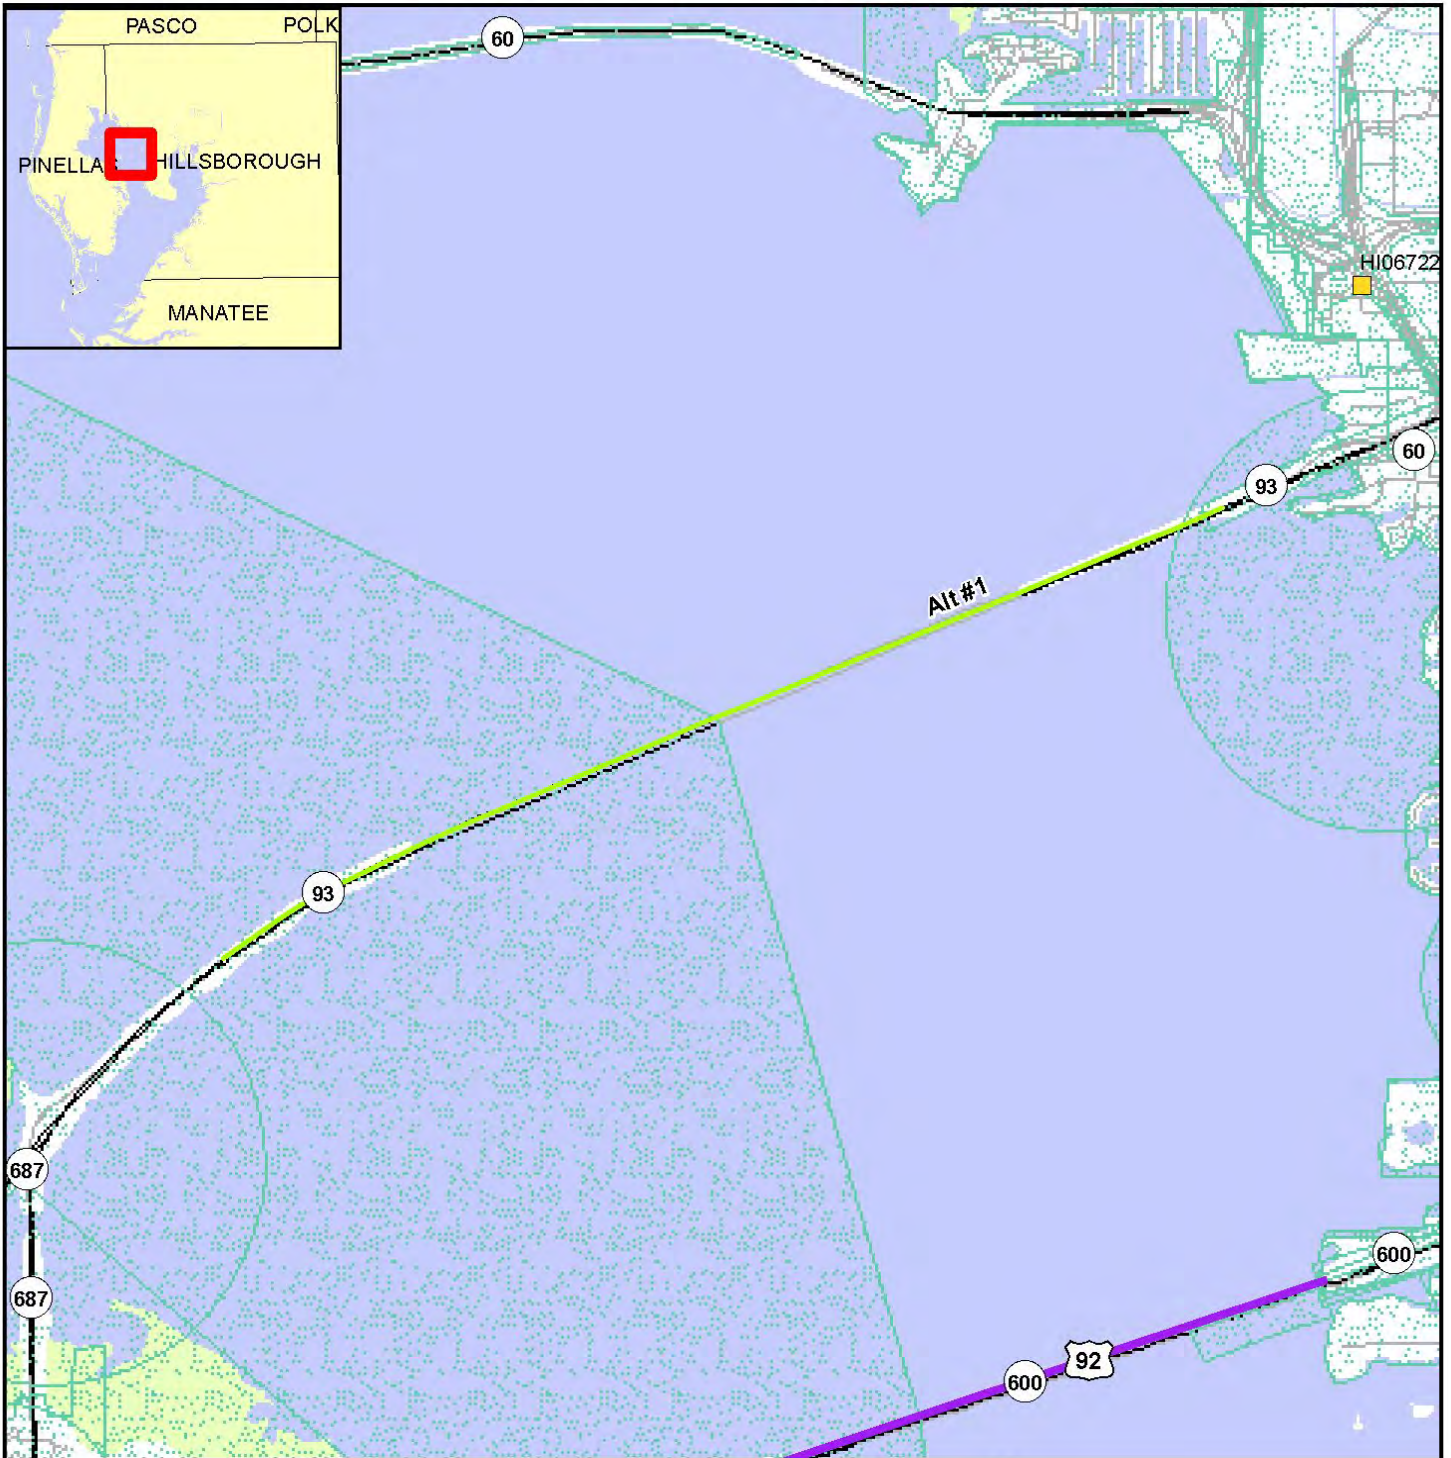 PASCO
POLK
60
PINELLAS
HILLSBOROUGH
MANATEE
HI06722
60
93
Alt #1
93
687
600
687
92
600